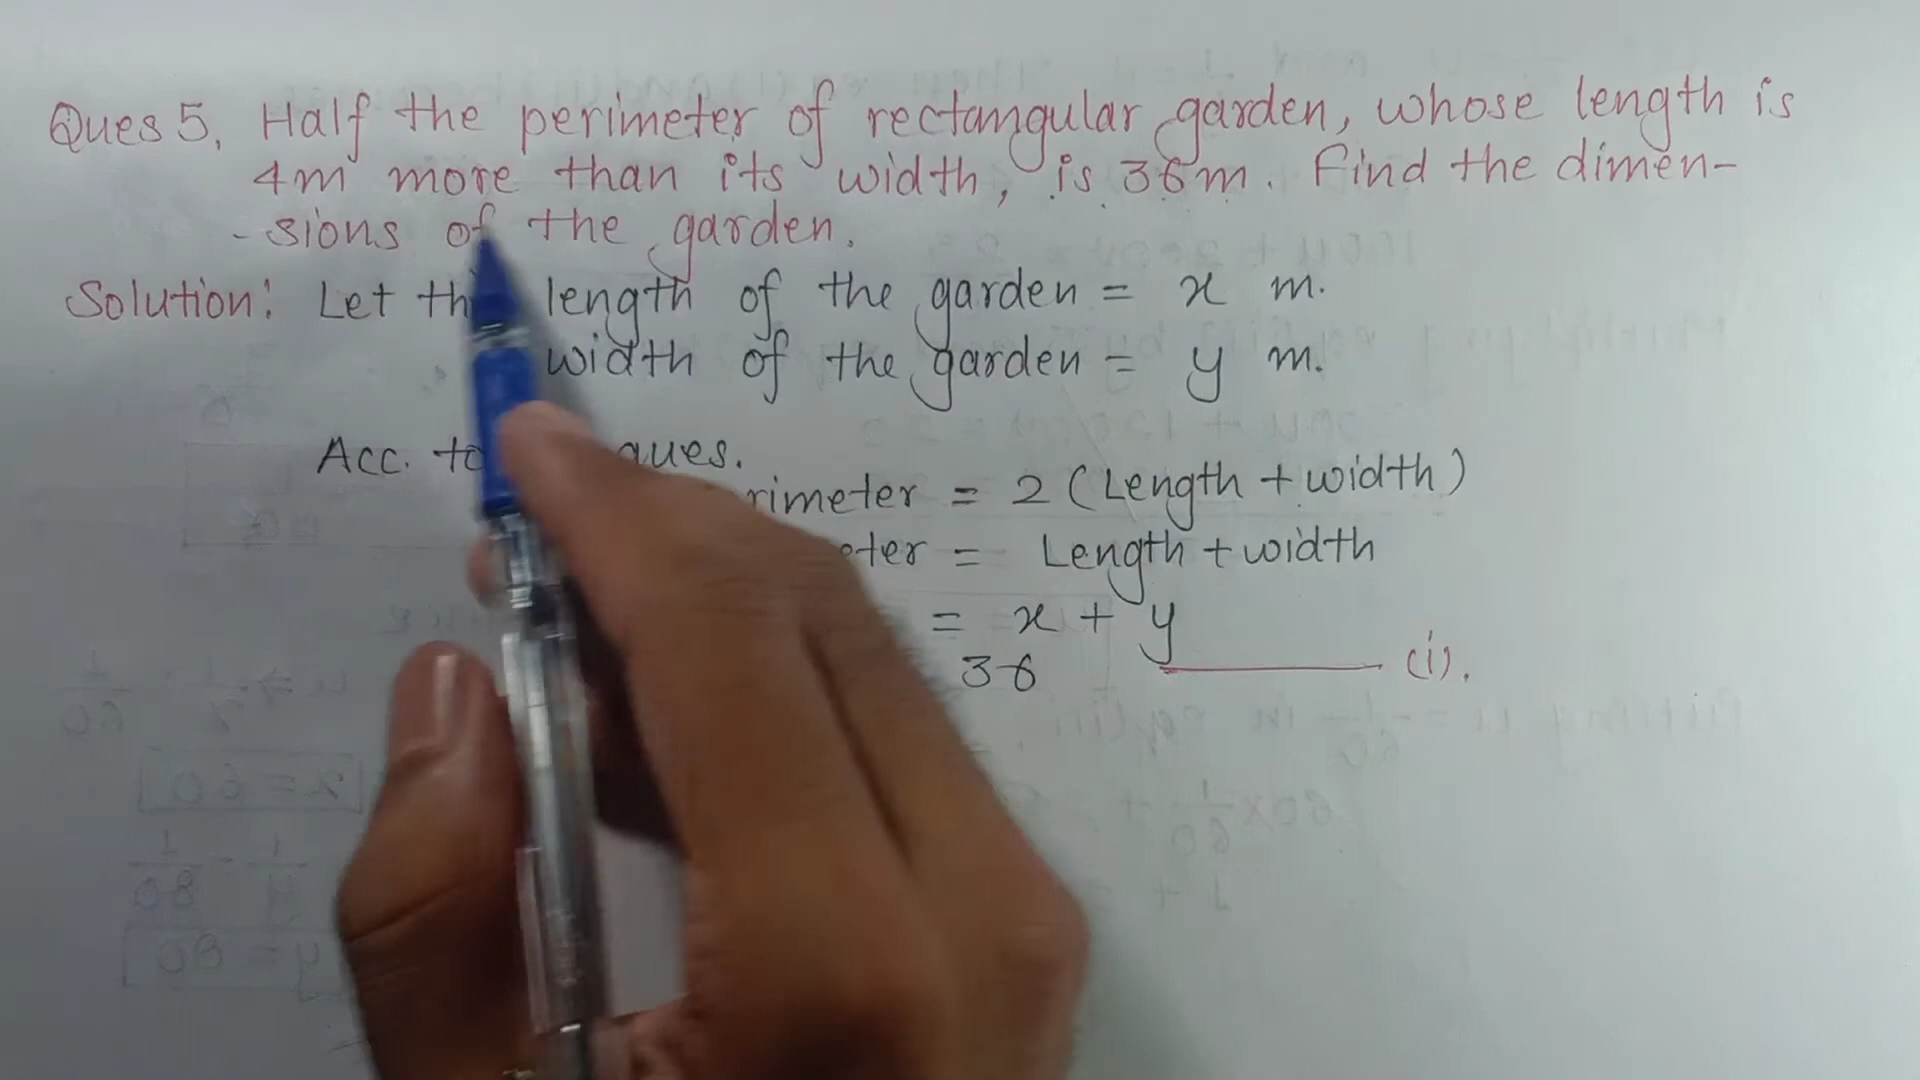 Ques 5. Half the perimeter of rectangular garden, whose length is
4m more than its width, is 36m. Find the dimen-
-sions of the garden.
Solution: Let the length of the garden = x m.
width of the garden = y m.
Acc. to ques.
rimeter = 2 (Length + width)
eter = Length + width
= x + y
36 (i).